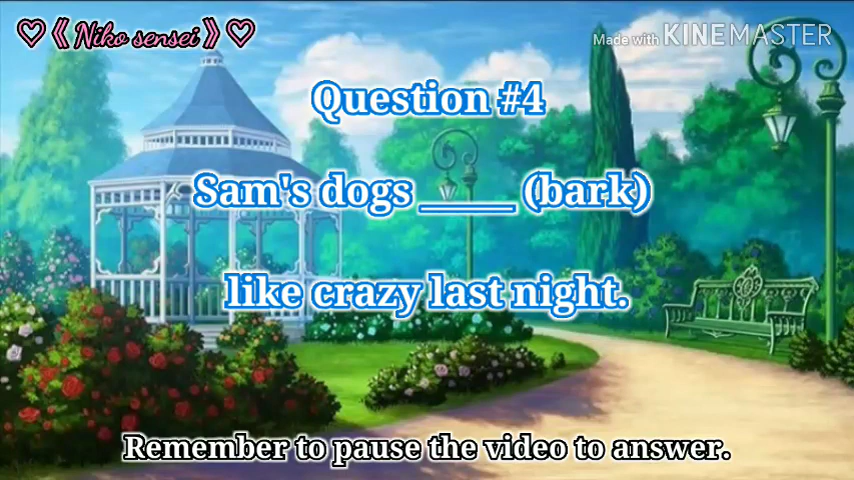 ♡《 Niko sensei 》♡
Made with KINEMASTER
Question #4
Sam's dogs _____ (bark)
like crazy last night.
Remember to pause the video to answer.